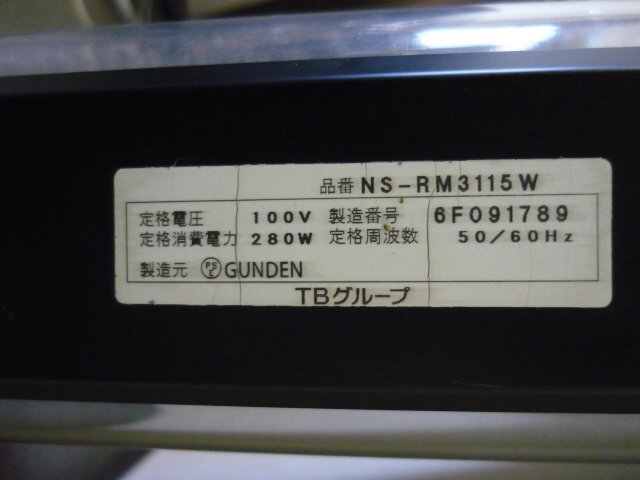 品番 NS-RM3115W
定格電圧 100V 製造番号 6F091789
定格消費電力 280W 定格周波数 50/60Hz
製造元 PSE GUNDEN
TBグループ